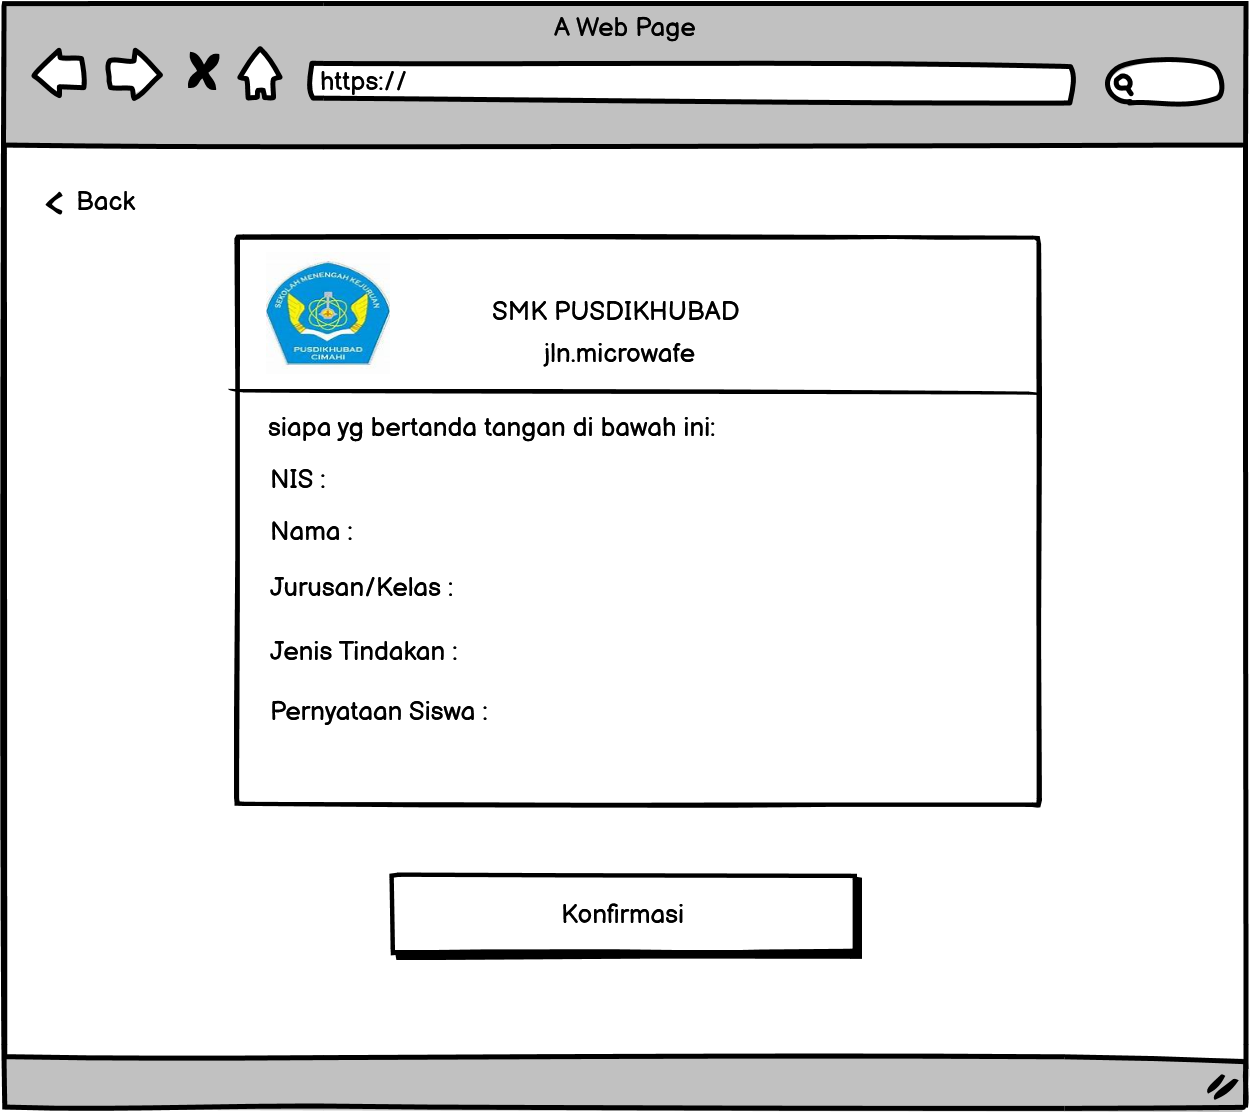 A Web Page
https://
Back
SEKOLAH MENENGAH KEJURUAN
PUSDIKHUBAD
CIMAHI
SMK PUSDIKHUBAD
jln.microwafe
siapa yg bertanda tangan di bawah ini:
NIS :
Nama :
Jurusan/Kelas :
Jenis Tindakan :
Pernyataan Siswa :
Konfirmasi